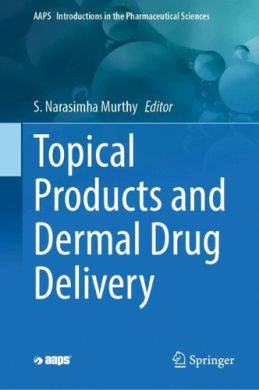 AAPS Introductions in the Pharmaceutical Sciences
S. Narasimha Murthy Editor
Topical
Products and
Dermal Drug
Delivery
aaps
Springer